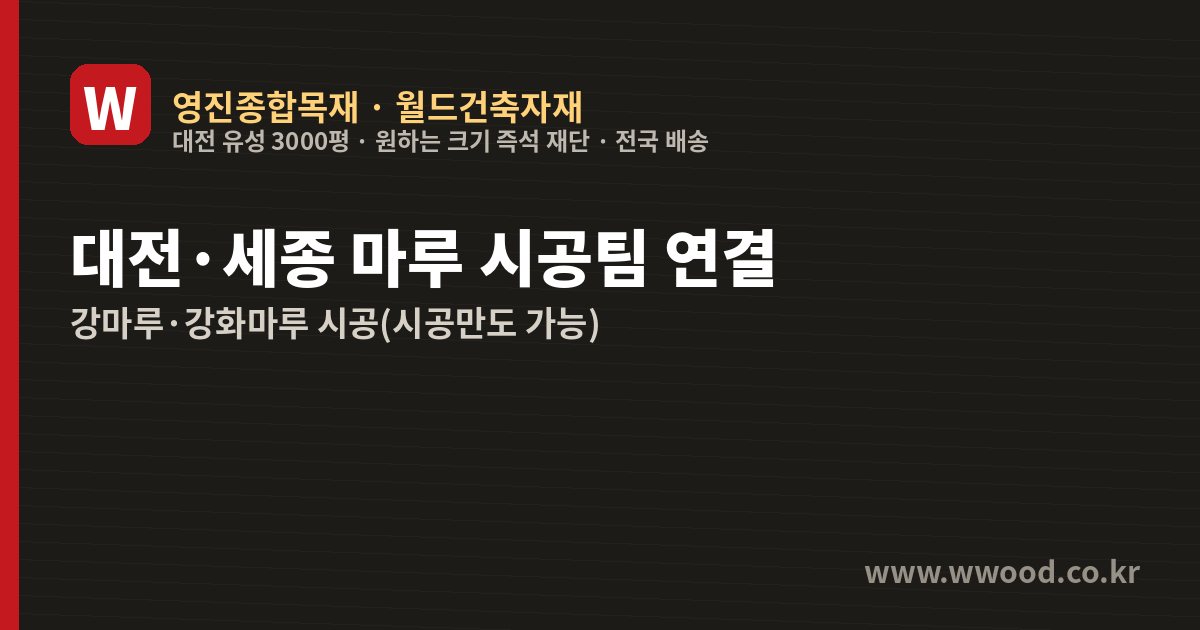 W
영진종합목재 · 월드건축자재
대전 유성 3000평 · 원하는 크기 즉석 재단 · 전국 배송
대전·세종 마루 시공팀 연결
강마루·강화마루 시공(시공만도 가능)
www.wwood.co.kr